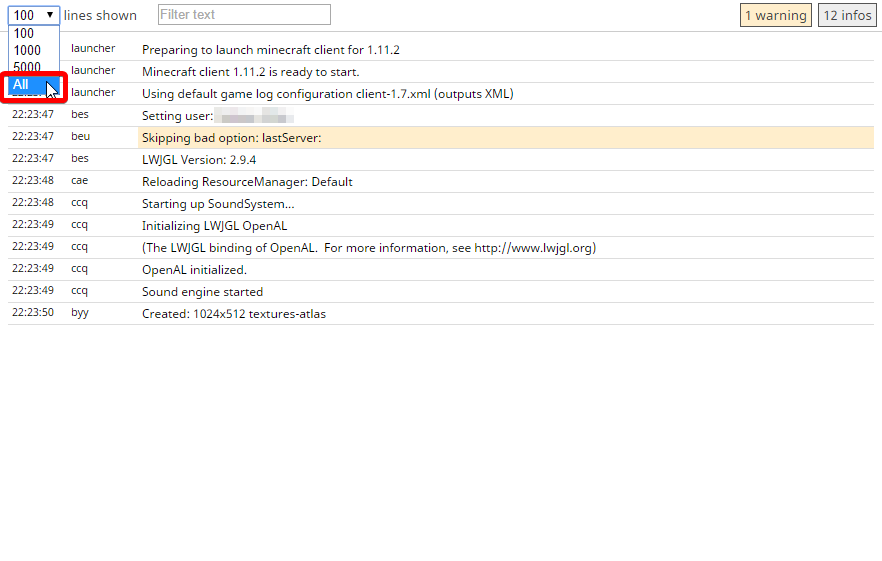 100 ▼ lines shown Filter text 1 warning 12 infos
100
1000
5000
All
launcher Preparing to launch minecraft client for 1.11.2
launcher Minecraft client 1.11.2 is ready to start.
launcher Using default game log configuration client-1.7.xml (outputs XML)
22:23:47 bes Setting user:
22:23:47 beu Skipping bad option: lastServer:
22:23:47 bes LWJGL Version: 2.9.4
22:23:48 cae Reloading ResourceManager: Default
22:23:48 ccq Starting up SoundSystem...
22:23:49 ccq Initializing LWJGL OpenAL
22:23:49 ccq (The LWJGL binding of OpenAL.  For more information, see http://www.lwjgl.org)
22:23:49 ccq OpenAL initialized.
22:23:49 ccq Sound engine started
22:23:50 byy Created: 1024x512 textures-atlas